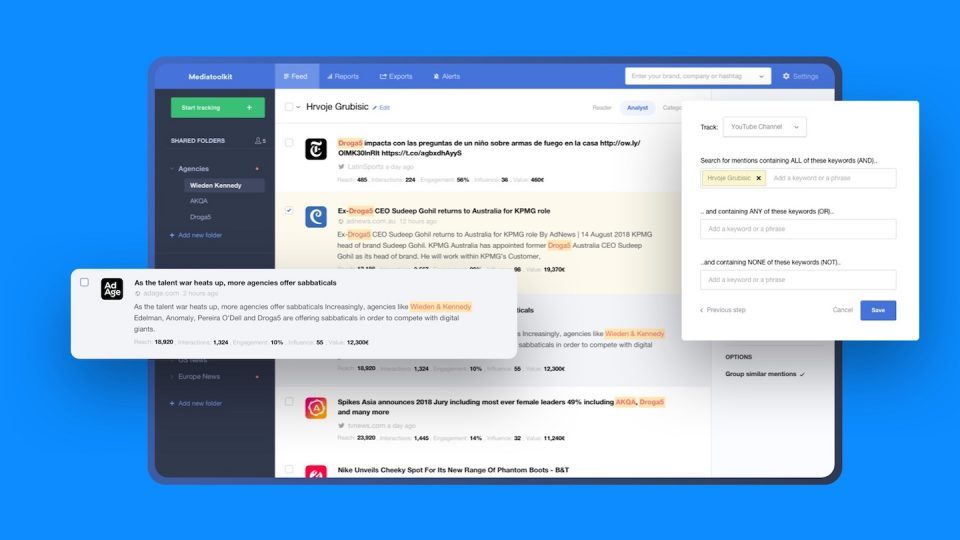 Mediatoolkit
Feed
Reports
Exports
Alerts
Enter your brand, company or hashtag
Settings
Start tracking +
SHARED FOLDERS
5
Agencies
Wieden Kennedy
AKQA
Droga5
+ Add new folder
US News
Europe News
+ Add new folder
Hrvoje Grubisic
Edit
Reader
Analyst
Droga5 impacta con las preguntas de un niño sobre armas de fuego en la casa http://ow.ly/
OIMK30lnRlt https://t.co/agbxdhAyyS
LatinSports a day ago
Reach: 485 . Interactions: 224 . Engagement: 56% . Influence: 36 . Value: 460€
Ex-Droga5 CEO Sudeep Gohil returns to Australia for KPMG role
adnews.com.au 12 hours ago
Ex-Droga5 CEO Sudeep Gohil returns to Australia for KPMG role By AdNews | 14 August 2018 KPMG
head of brand Sudeep Gohil. KPMG Australia has appointed former Droga5 Australia CEO Sudeep
Gohil as its head of brand. He will work within KPMG's Customer,
Value: 19,370€
Ad
Age
As the talent war heats up, more agencies offer sabbaticals
adage.com 2 hours ago
As the talent war heats up, more agencies offer sabbaticals Increasingly, agencies like Wieden & Kennedy
Edelman, Anomaly, Pereira O'Dell and Droga5 are offering sabbaticals in order to compete with digital
giants.
Reach: 18,920 . Interactions: 1,324 . Engagement: 10% . Influence: 55 . Value: 12,300€
Increasingly, agencies like Wieden & Kennedy
sabbaticals in order to compete with digital
Reach: 18,920 . Interactions: 1,324 . Engagement: 10% . Influence: 55 . Value: 12,300€
Spikes Asia announces 2018 Jury including most ever female leaders 49% including AKQA, Droga5
and many more
tvnews.com a day ago
Reach: 23,920 . Interactions: 1,445 . Engagement: 14% . Influence: 32 . Value: 11,240€
Nike Unveils Cheeky Spot For Its New Range Of Phantom Boots - B&T
Track:
YouTube Channel
Search for mentions containing ALL of these keywords (AND)..
Hrvoje Grubisic ×
Add a keyword or a phrase
.. and containing ANY of these keywords (OR)..
Add a keyword or a phrase
..and containing NONE of these keywords (NOT)..
Add a keyword or a phrase
Previous step
Cancel
Save
OPTIONS
Group similar mentions